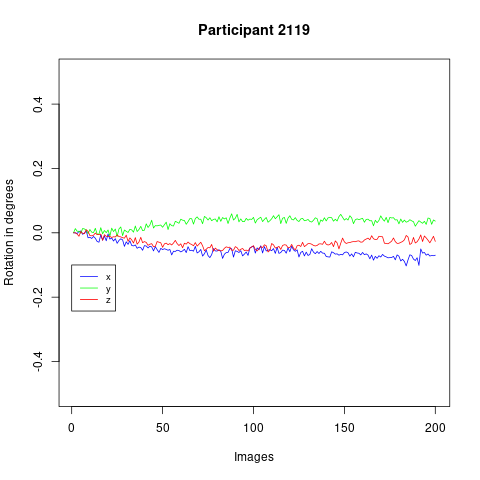 Participant 2119
Rotation in degrees
0.4
0.2
0.0
-0.2
-0.4
x
y
z
0 50 100 150 200
Images